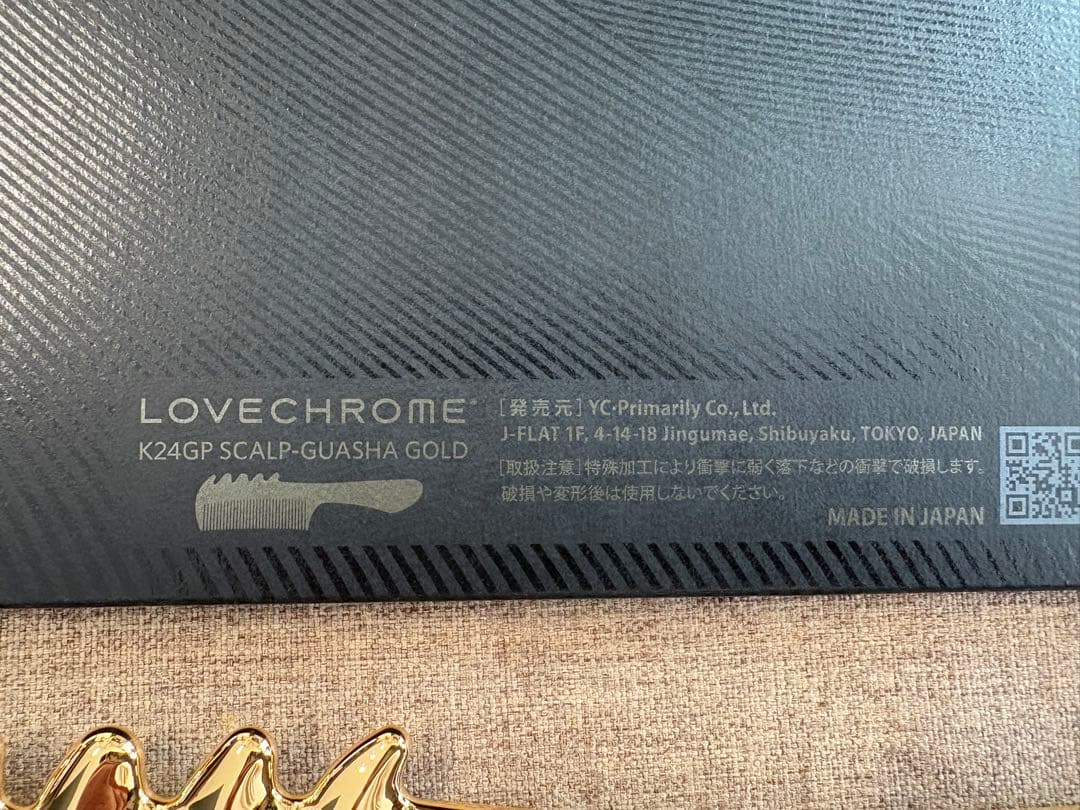 LOVECHROME®
K24GP SCALP-GUASHA GOLD
[発売元] YC・Primarily Co., Ltd.
J-FLAT 1F, 4-14-18 Jingumae, Shibuyaku, TOKYO, JAPAN
[取扱注意] 特殊加工により衝撃に弱く落下などの衝撃で破損します。
破損や変形後は使用しないでください。
MADE IN JAPAN